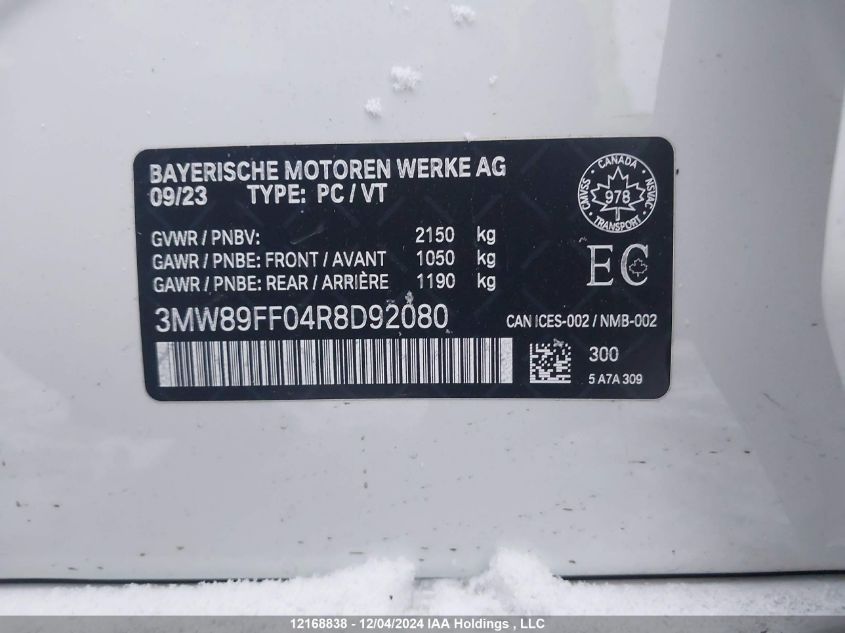 BAYERISCHE MOTOREN WERKE AG
09/23 TYPE: PC / VT
GVWR / PNBV: 2150 kg
GAWR / PNBE: FRONT / AVANT 1050 kg
GAWR / PNBE: REAR / ARRIÈRE 1190 kg
3MW89FF04R8D92080
CANADA
CMVSS 978 NSVAC
TRANSPORT
EC
CAN ICES-002 / NMB-002
300
5 A7A 309
12168838 - 12/04/2024 IAA Holdings , LLC